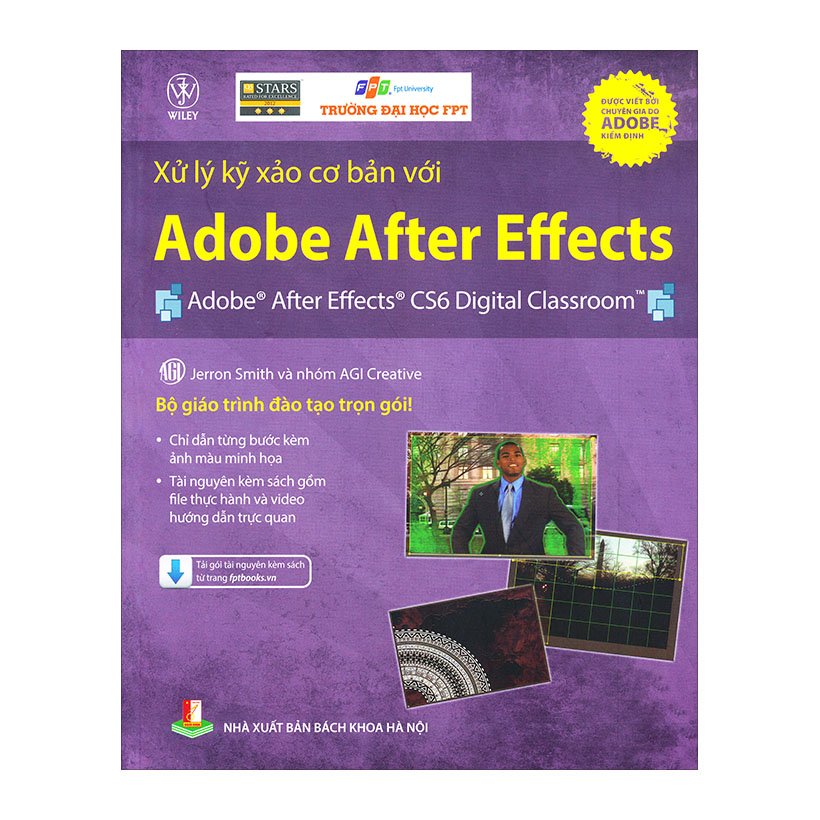 WILEY
STARS
RATED FOR EXCELLENCE
2012
FPT Fpt University
TRƯỜNG ĐẠI HỌC FPT
ĐƯỢC VIẾT BỞI
CHUYÊN GIA DO
ADOBE
KIỂM ĐỊNH
Xử lý kỹ xảo cơ bản với
Adobe After Effects
Adobe® After Effects® CS6 Digital Classroom™
AGI Jerron Smith và nhóm AGI Creative
Bộ giáo trình đào tạo trọn gói!
• Chỉ dẫn từng bước kèm
ảnh màu minh họa
• Tài nguyên kèm sách gồm
file thực hành và video
hướng dẫn trực quan
Tải gói tài nguyên kèm sách
từ trang fptbooks.vn
NHÀ XUẤT BẢN BÁCH KHOA HÀ NỘI